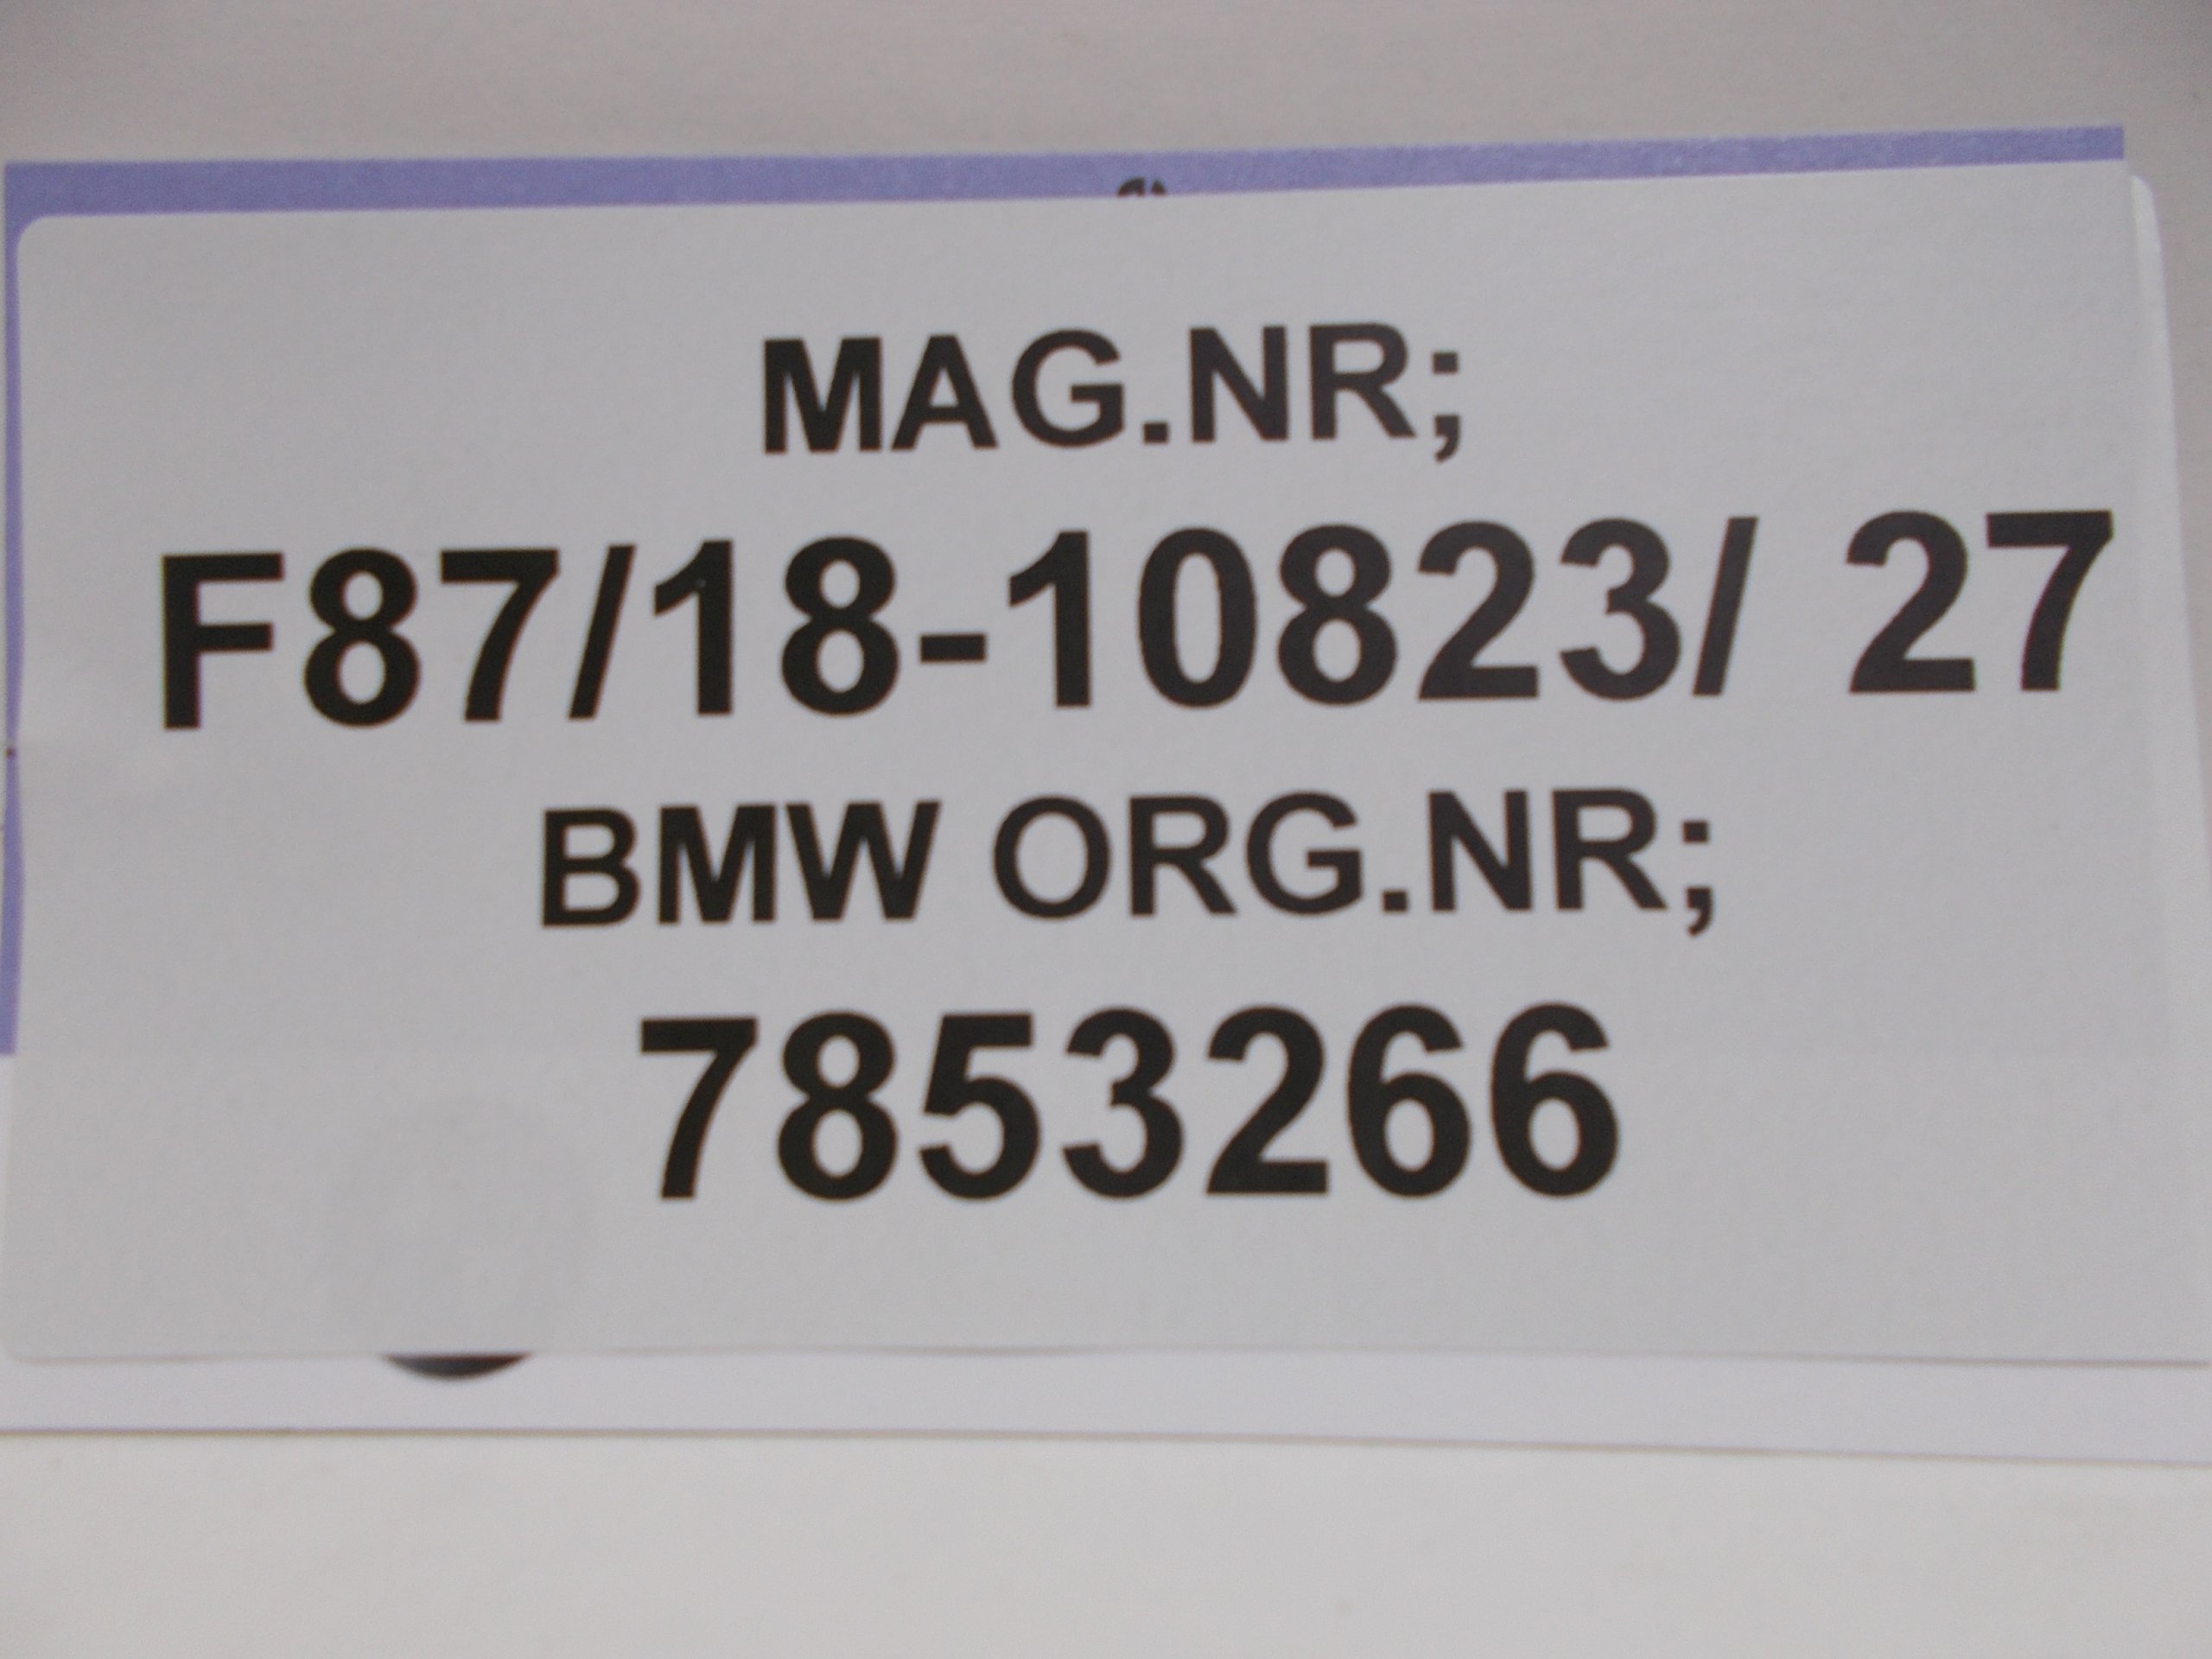 MAG.NR;
F87/18-10823/ 27
BMW ORG.NR;
7853266